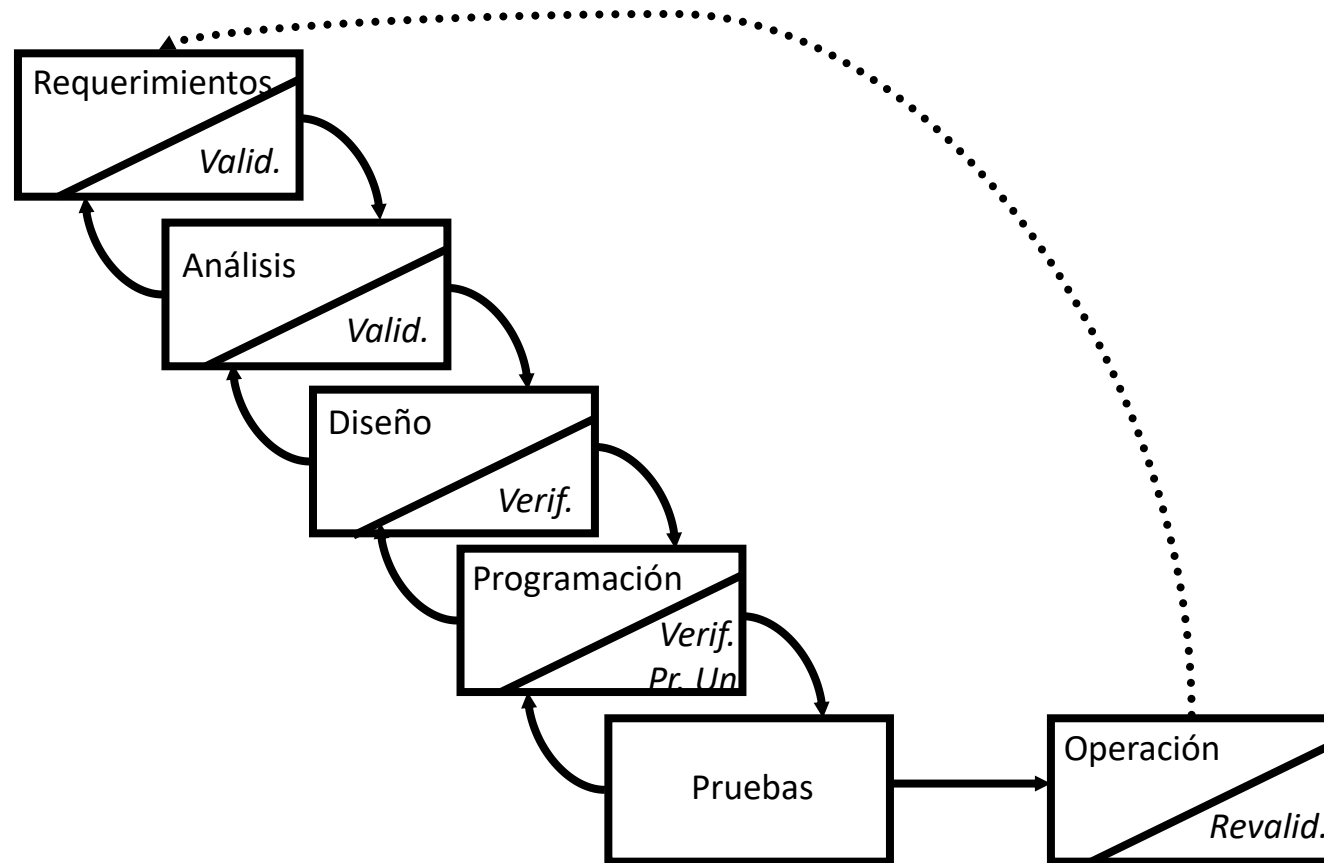 Requerimientos
Valid.
Análisis
Valid.
Diseño
Verif.
Programación
Verif.
Pr. Un
Pruebas
Operación
Revalid.